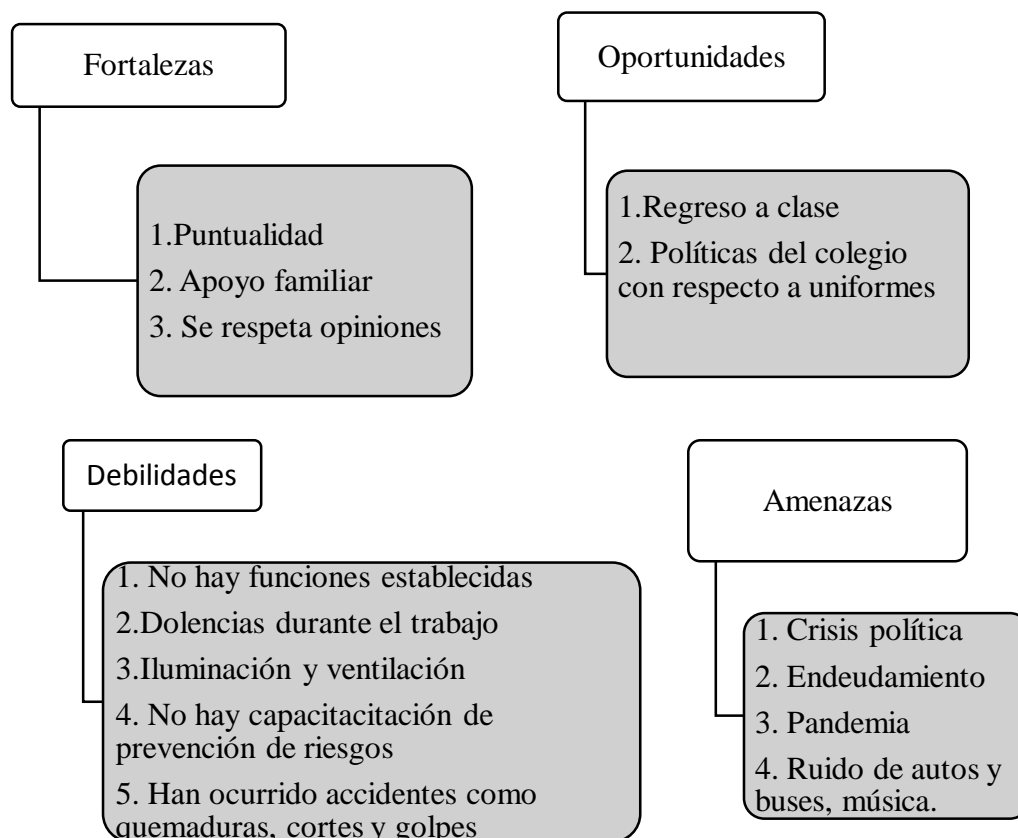 Fortalezas
1.Puntualidad
2. Apoyo familiar
3. Se respeta opiniones
Oportunidades
1.Regreso a clase
2. Políticas del colegio
con respecto a uniformes
Debilidades
1. No hay funciones establecidas
2.Dolencias durante el trabajo
3.Iluminación y ventilación
4. No hay capacitacitación de
prevención de riesgos
5. Han ocurrido accidentes como
quemaduras, cortes y golpes
Amenazas
1. Crisis política
2. Endeudamiento
3. Pandemia
4. Ruido de autos y
buses, música.